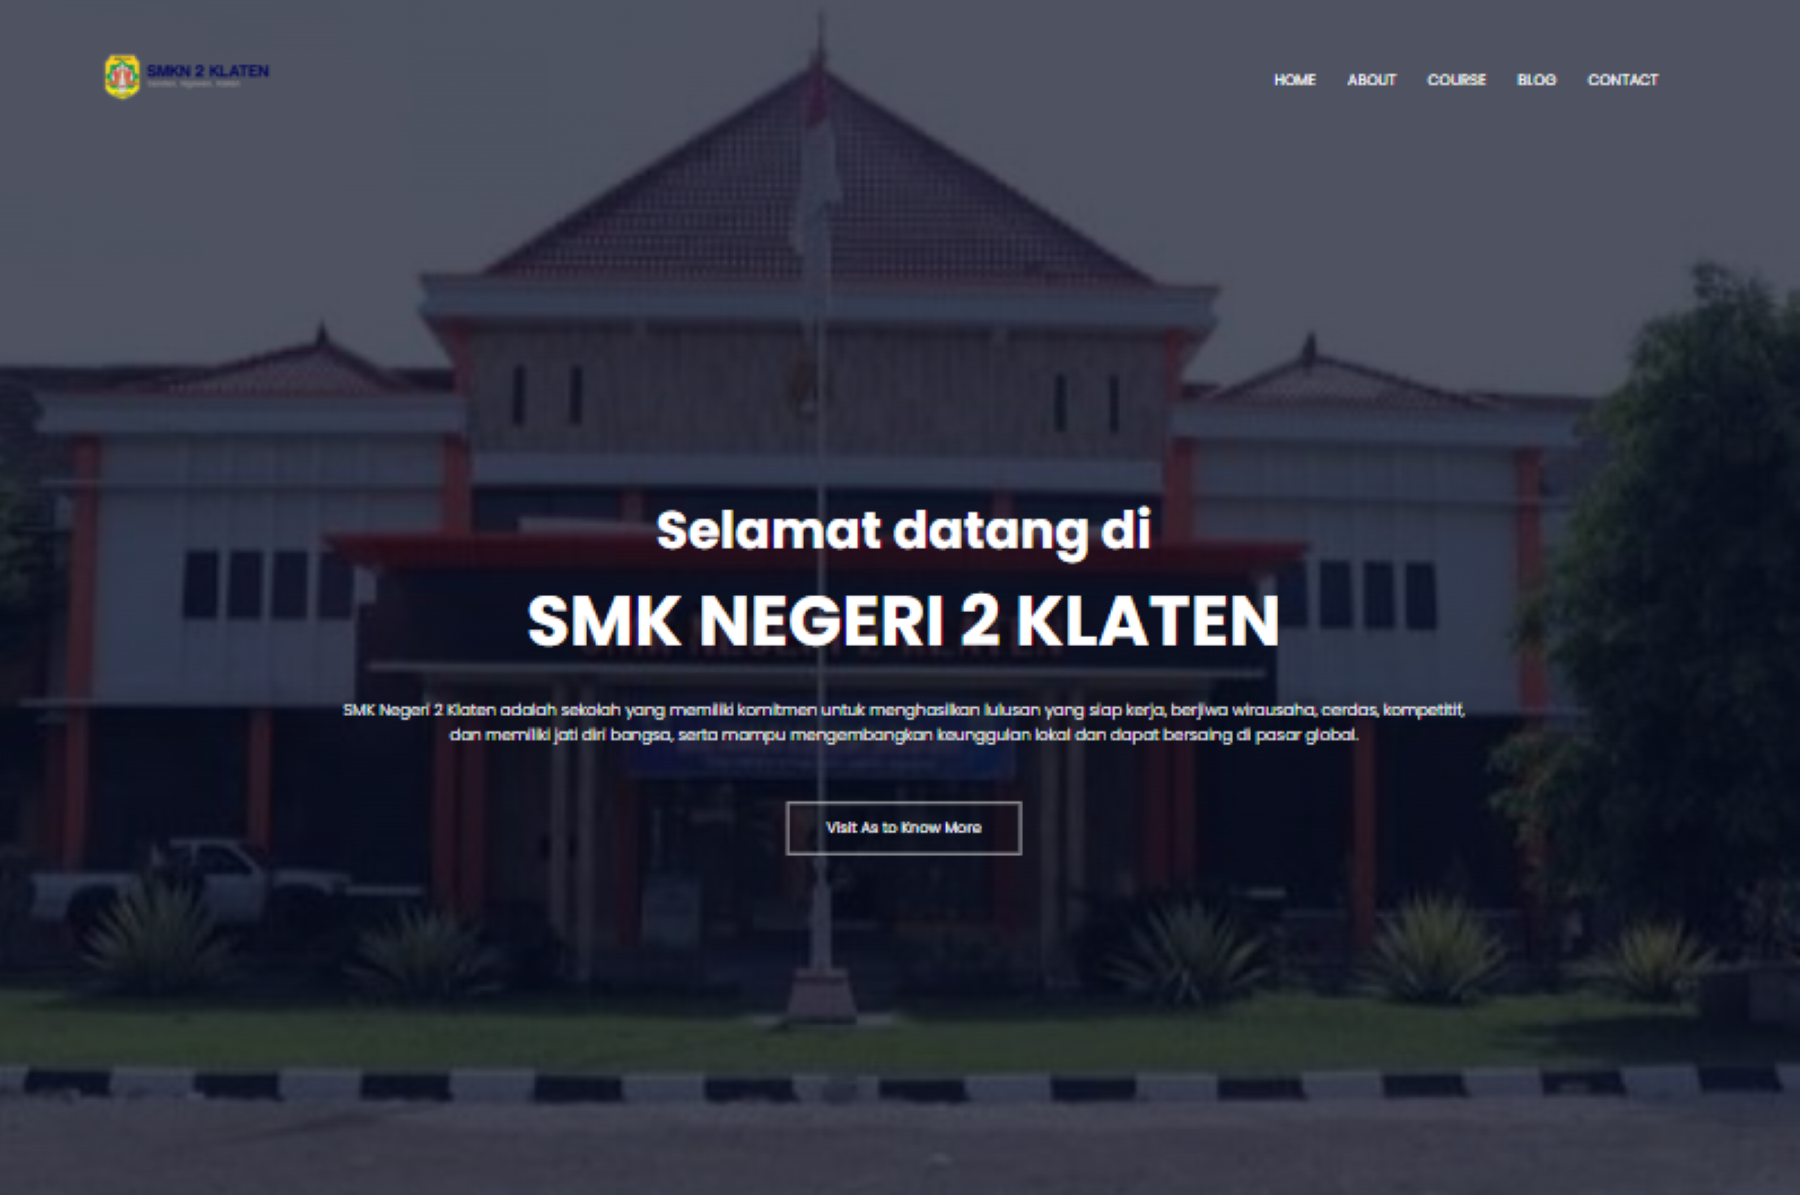 SMKN 2 KLATEN
HOME ABOUT COURSE BLOG CONTACT
Selamat datang di
SMK NEGERI 2 KLATEN
SMK Negeri 2 Klaten adalah sekolah yang memiliki komitmen untuk menghasilkan lulusan yang siap kerja, berjiwa wirausaha, cerdas, kompetitif,
dan memiliki jati diri bangsa, serta mampu mengembangkan keunggulan lokal dan dapat bersaing di pasar global.
Visit As to Know More